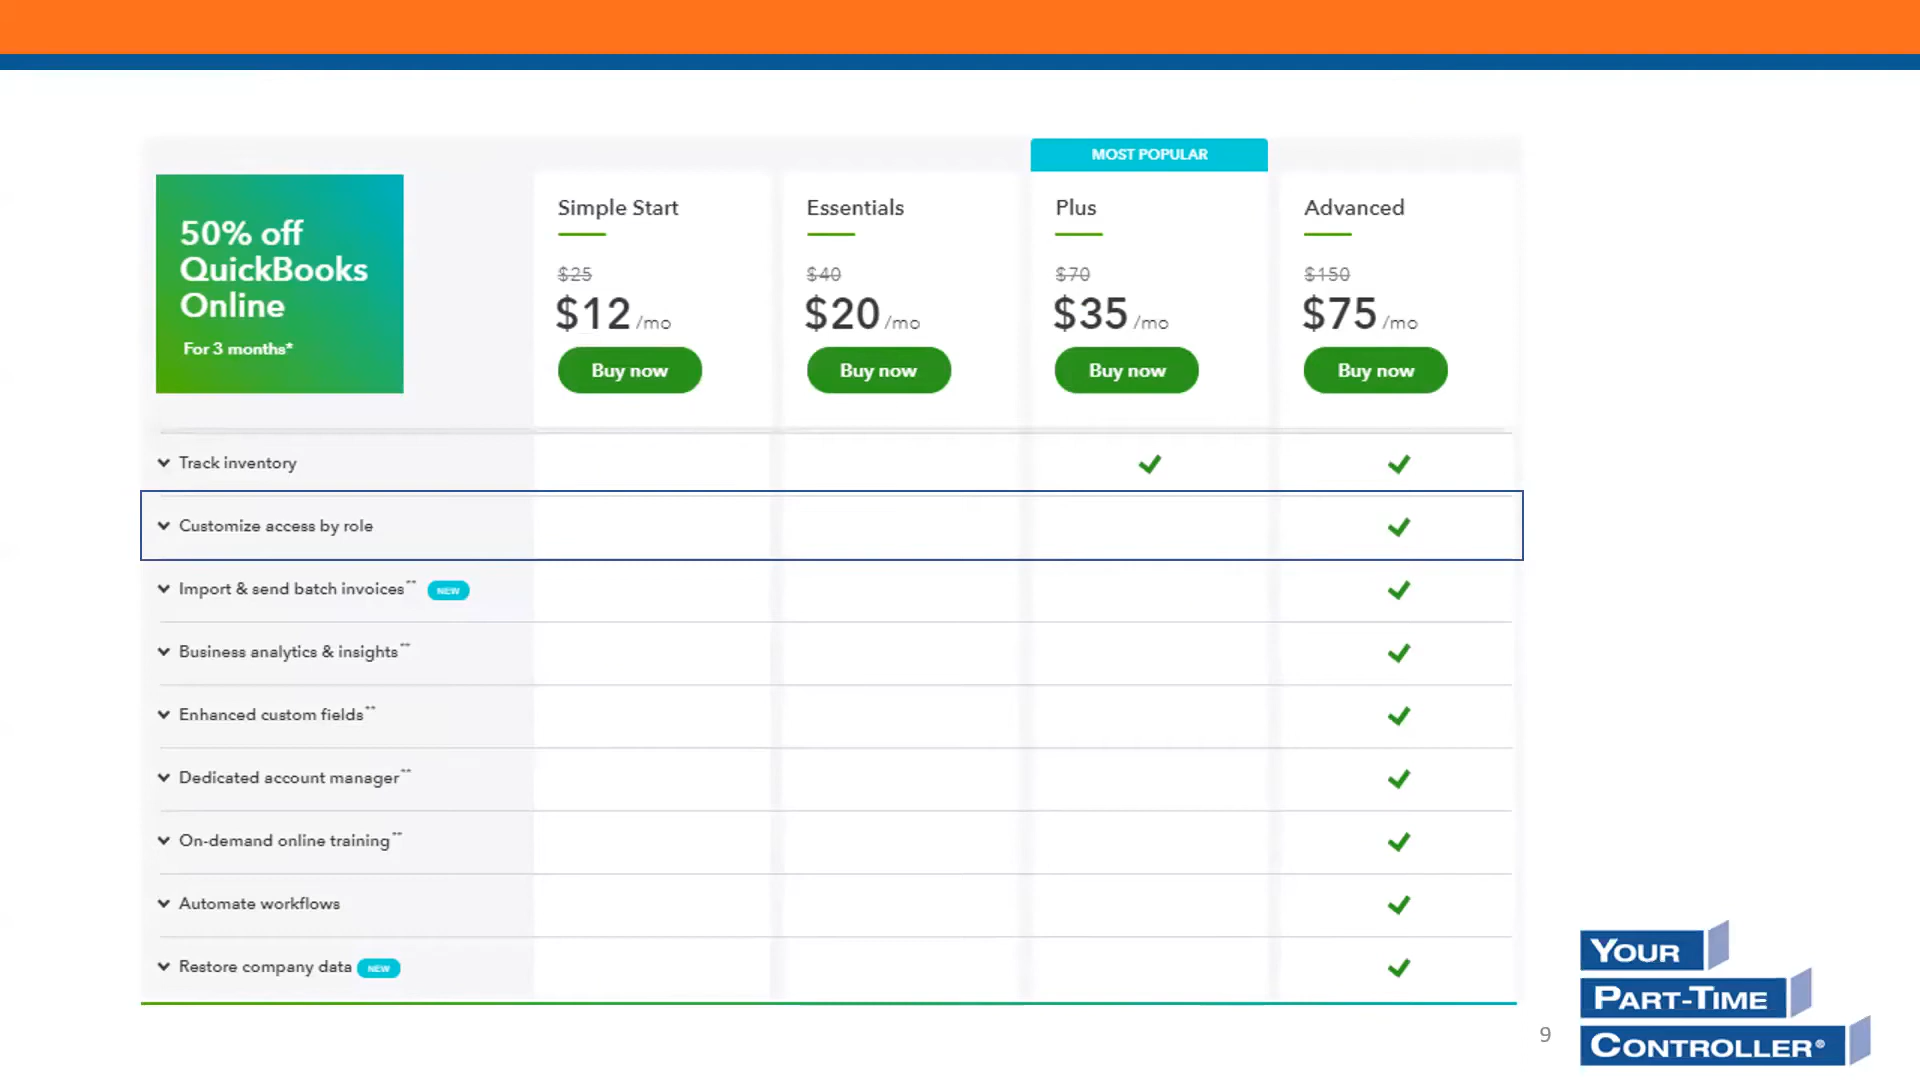 MOST POPULAR
50% off
QuickBooks
Online
For 3 months*
Simple Start
$25
$12 /mo
Buy now
Essentials
$40
$20 /mo
Buy now
Plus
$70
$35 /mo
Buy now
Advanced
$150
$75 /mo
Buy now
Track inventory
Customize access by role
Import & send batch invoices** NEW
Business analytics & insights**
Enhanced custom fields**
Dedicated account manager**
On-demand online training**
Automate workflows
Restore company data NEW
9
YOUR
PART-TIME
CONTROLLER®